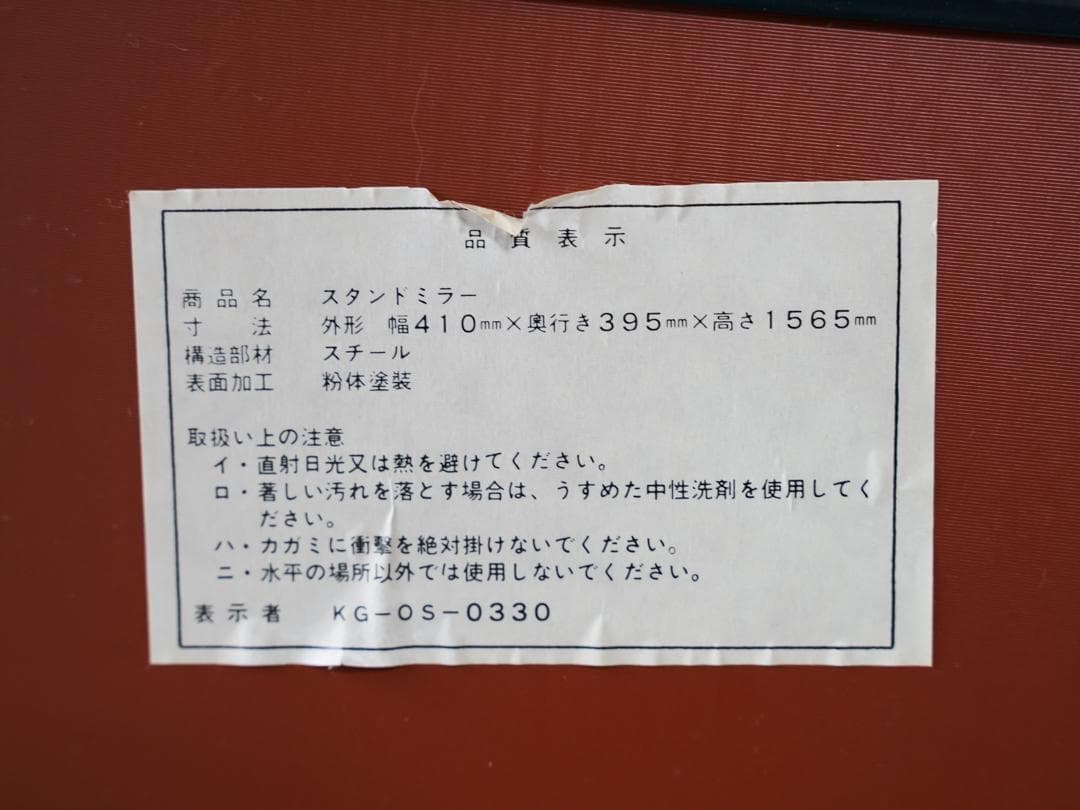 品質表示
商品名 スタンドミラー
寸法 外形 幅410㎜×奥行き395㎜×高さ1565㎜
構造部材 スチール
表面加工 粉体塗装
取扱い上の注意
イ・直射日光又は熱を避けてください。
ロ・著しい汚れを落とす場合は、うすめた中性洗剤を使用してく
ださい。
ハ・カガミに衝撃を絶対掛けないでください。
ニ・水平の場所以外では使用しないでください。
表示者 KG−OS−0330